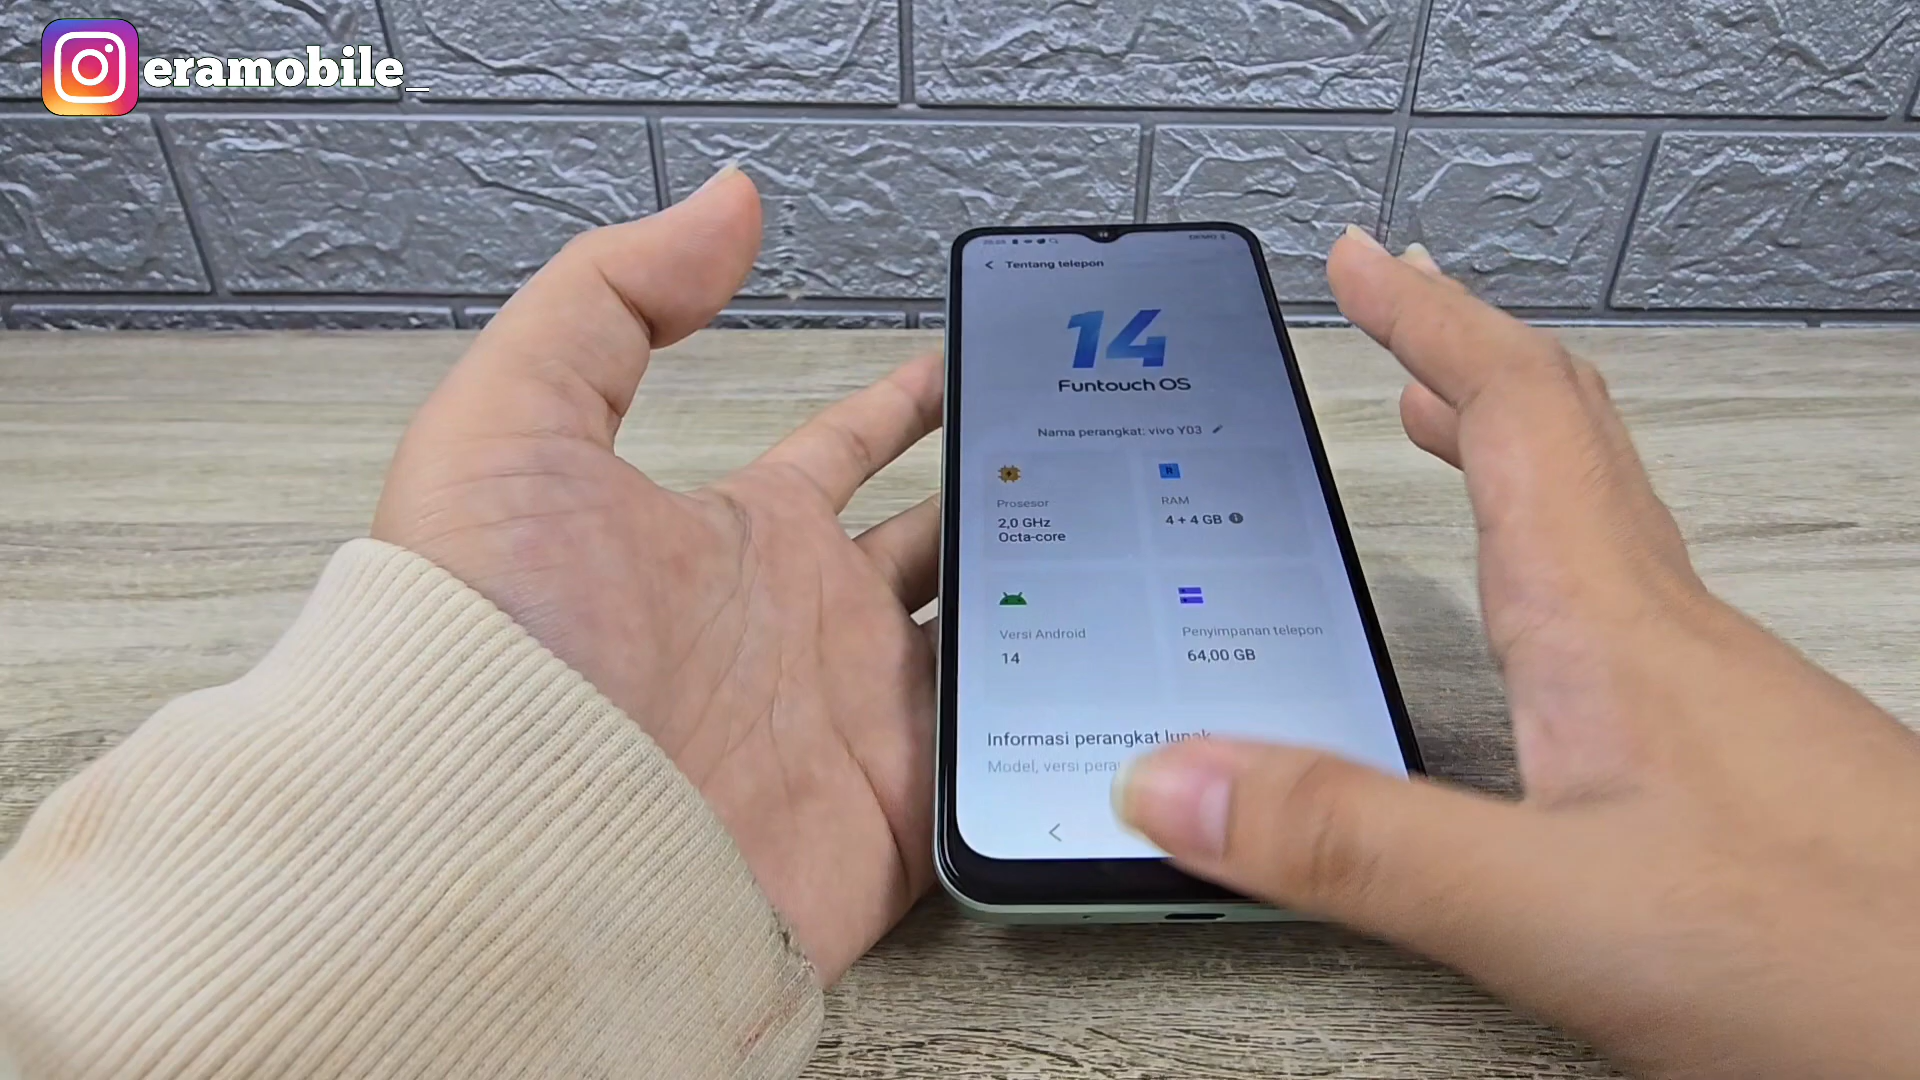 eramobile_
Tentang telepon
14
Funtouch OS
Nama perangkat: vivo Y03
Prosesor
2,0 GHz
Octa-core
RAM
4 + 4 GB
Versi Android
14
Penyimpanan telepon
64,00 GB
Informasi perangkat lunak
Model, versi